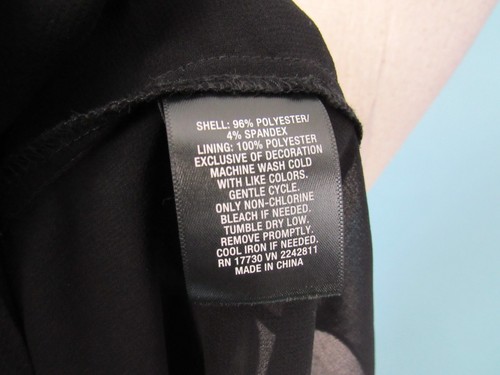 SHELL: 96% POLYESTER/
4% SPANDEX
LINING: 100% POLYESTER
EXCLUSIVE OF DECORATION
MACHINE WASH COLD
WITH LIKE COLORS.
GENTLE CYCLE.
ONLY NON-CHLORINE
BLEACH IF NEEDED.
TUMBLE DRY LOW.
REMOVE PROMPTLY.
COOL IRON IF NEEDED.
RN 17730 VN 2242811
MADE IN CHINA